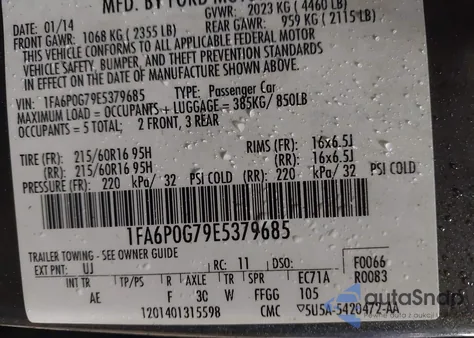 MFD. BY FORD MOTOR
DATE: 01/14 GVWR: 2023 KG ( 4460 LB)
FRONT GAWR: 1068 KG ( 2355 LB) REAR GAWR: 959 KG ( 2115 LB)
THIS VEHICLE CONFORMS TO ALL APPLICABLE FEDERAL MOTOR
VEHICLE SAFETY, BUMPER, AND THEFT PREVENTION STANDARDS
IN EFFECT ON THE DATE OF MANUFACTURE SHOWN ABOVE.
VIN: 1FA6P0G79E5379685 TYPE: Passenger Car
MAXIMUM LOAD = OCCUPANTS + LUGGAGE = 385KG/ 850LB
OCCUPANTS = 5 TOTAL: 2 FRONT, 3 REAR
TIRE (FR): 215/60R16 95H RIMS (FR): 16x6.5J
(RR): 215/60R16 95H (RR): 16x6.5J
PRESSURE (FR): 220 kPa/ 32 PSI COLD (RR): 220 kPa/ 32 PSI COLD
1FA6P0G79E5379685
TRAILER TOWING - SEE OWNER GUIDE
EXT PNT: UJ RC: 11 DSO: F0066
INT TR TP/PS R AXLE TR SPR EC71A R0083
AE F 3C W FFGG 105
1201401315598 CMC 5U5A-5420472-AA
autoSnap